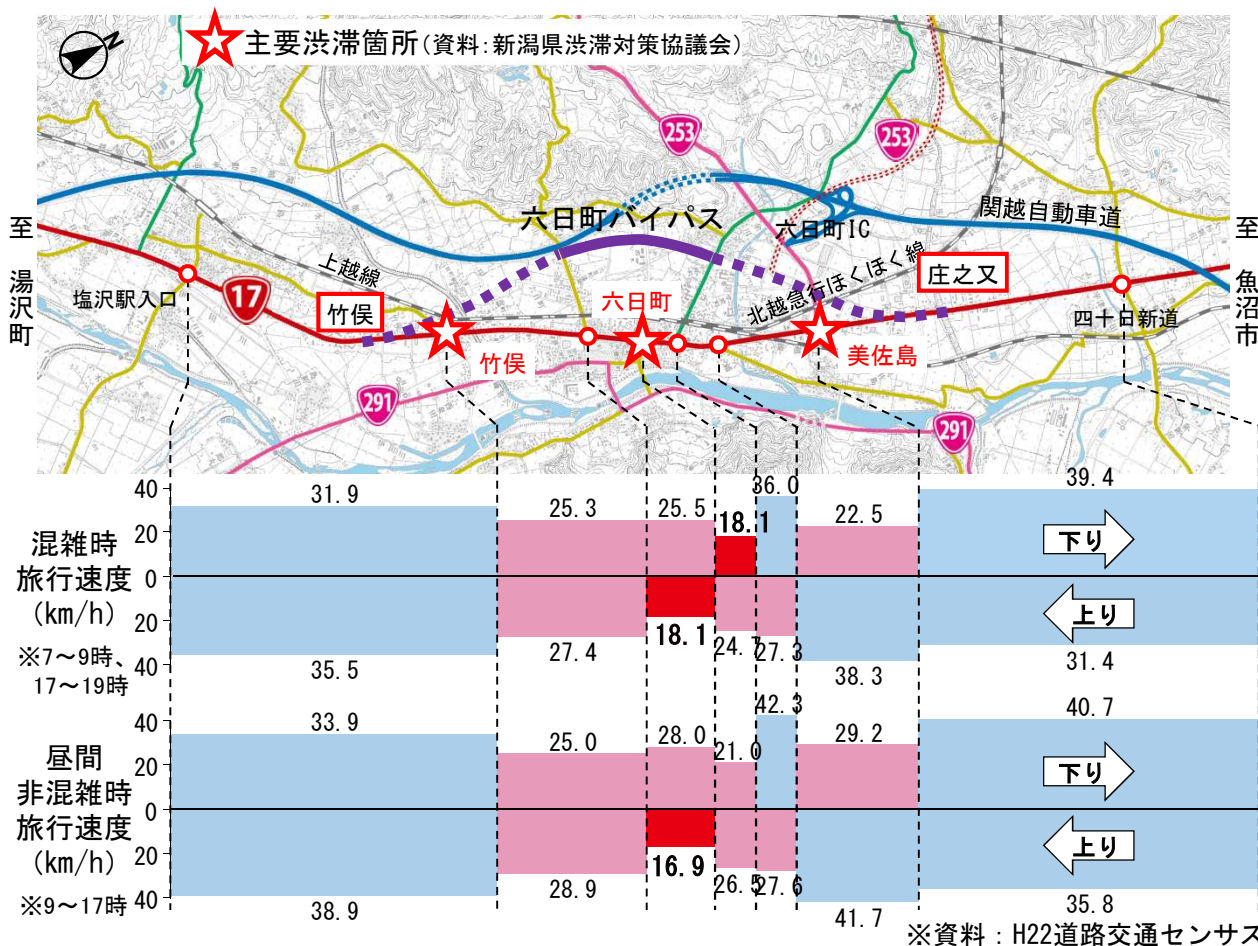 N
主要渋滞箇所(資料:新潟県渋滞対策協議会)
253
253
六日町バイパス
六日町IC
関越自動車道
至 湯沢町
至 魚沼市
上越線
北越急行ほくほく線
庄之又
17
塩沢駅入口
竹俣
六日町
四十日新道
竹俣
美佐島
291
291
混雑時
旅行速度
(km/h)
※7～9時、
17～19時
40
20
0
20
40
31.9
25.3
25.5
18.1
36.0
22.5
39.4
下り
上り
35.5
27.4
18.1
24.7
27.3
38.3
31.4
昼間
非混雑時
旅行速度
(km/h)
※9～17時
40
20
0
20
40
33.9
25.0
28.0
21.0
42.3
29.2
40.7
下り
上り
38.9
28.9
16.9
26.5
27.6
41.7
35.8
※資料：H22道路交通センサス